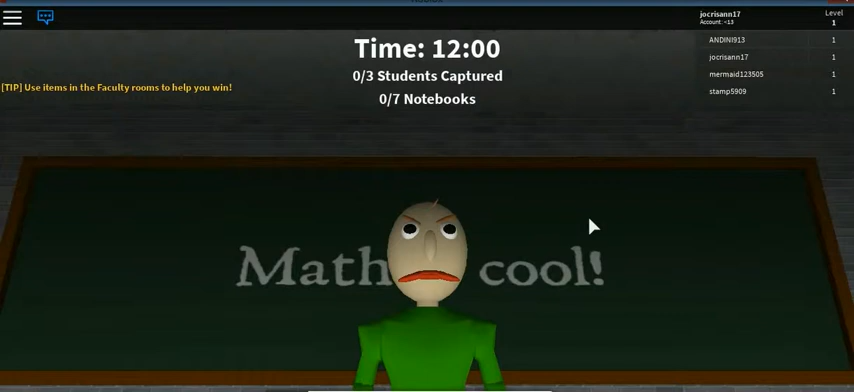 jocrisann17
Account: <13
Level
1
Time: 12:00
0/3 Students Captured
0/7 Notebooks
[TIP] Use items in the Faculty rooms to help you win!
ANDINI913 1
jocrisann17 1
mermaid123505 1
stamp5909 1
Math cool!